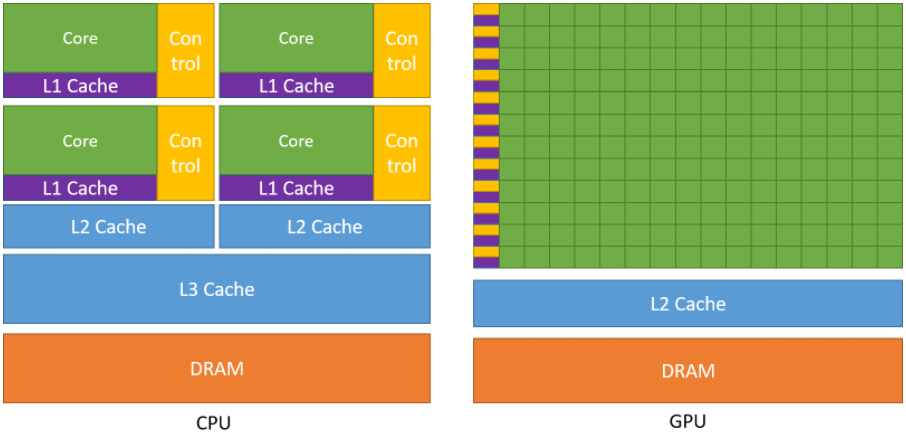 Core
Con
trol
L1 Cache
Core
Con
trol
L1 Cache
Core
Con
trol
L1 Cache
Core
Con
trol
L1 Cache
L2 Cache
L2 Cache
L3 Cache
DRAM
CPU
L2 Cache
DRAM
GPU